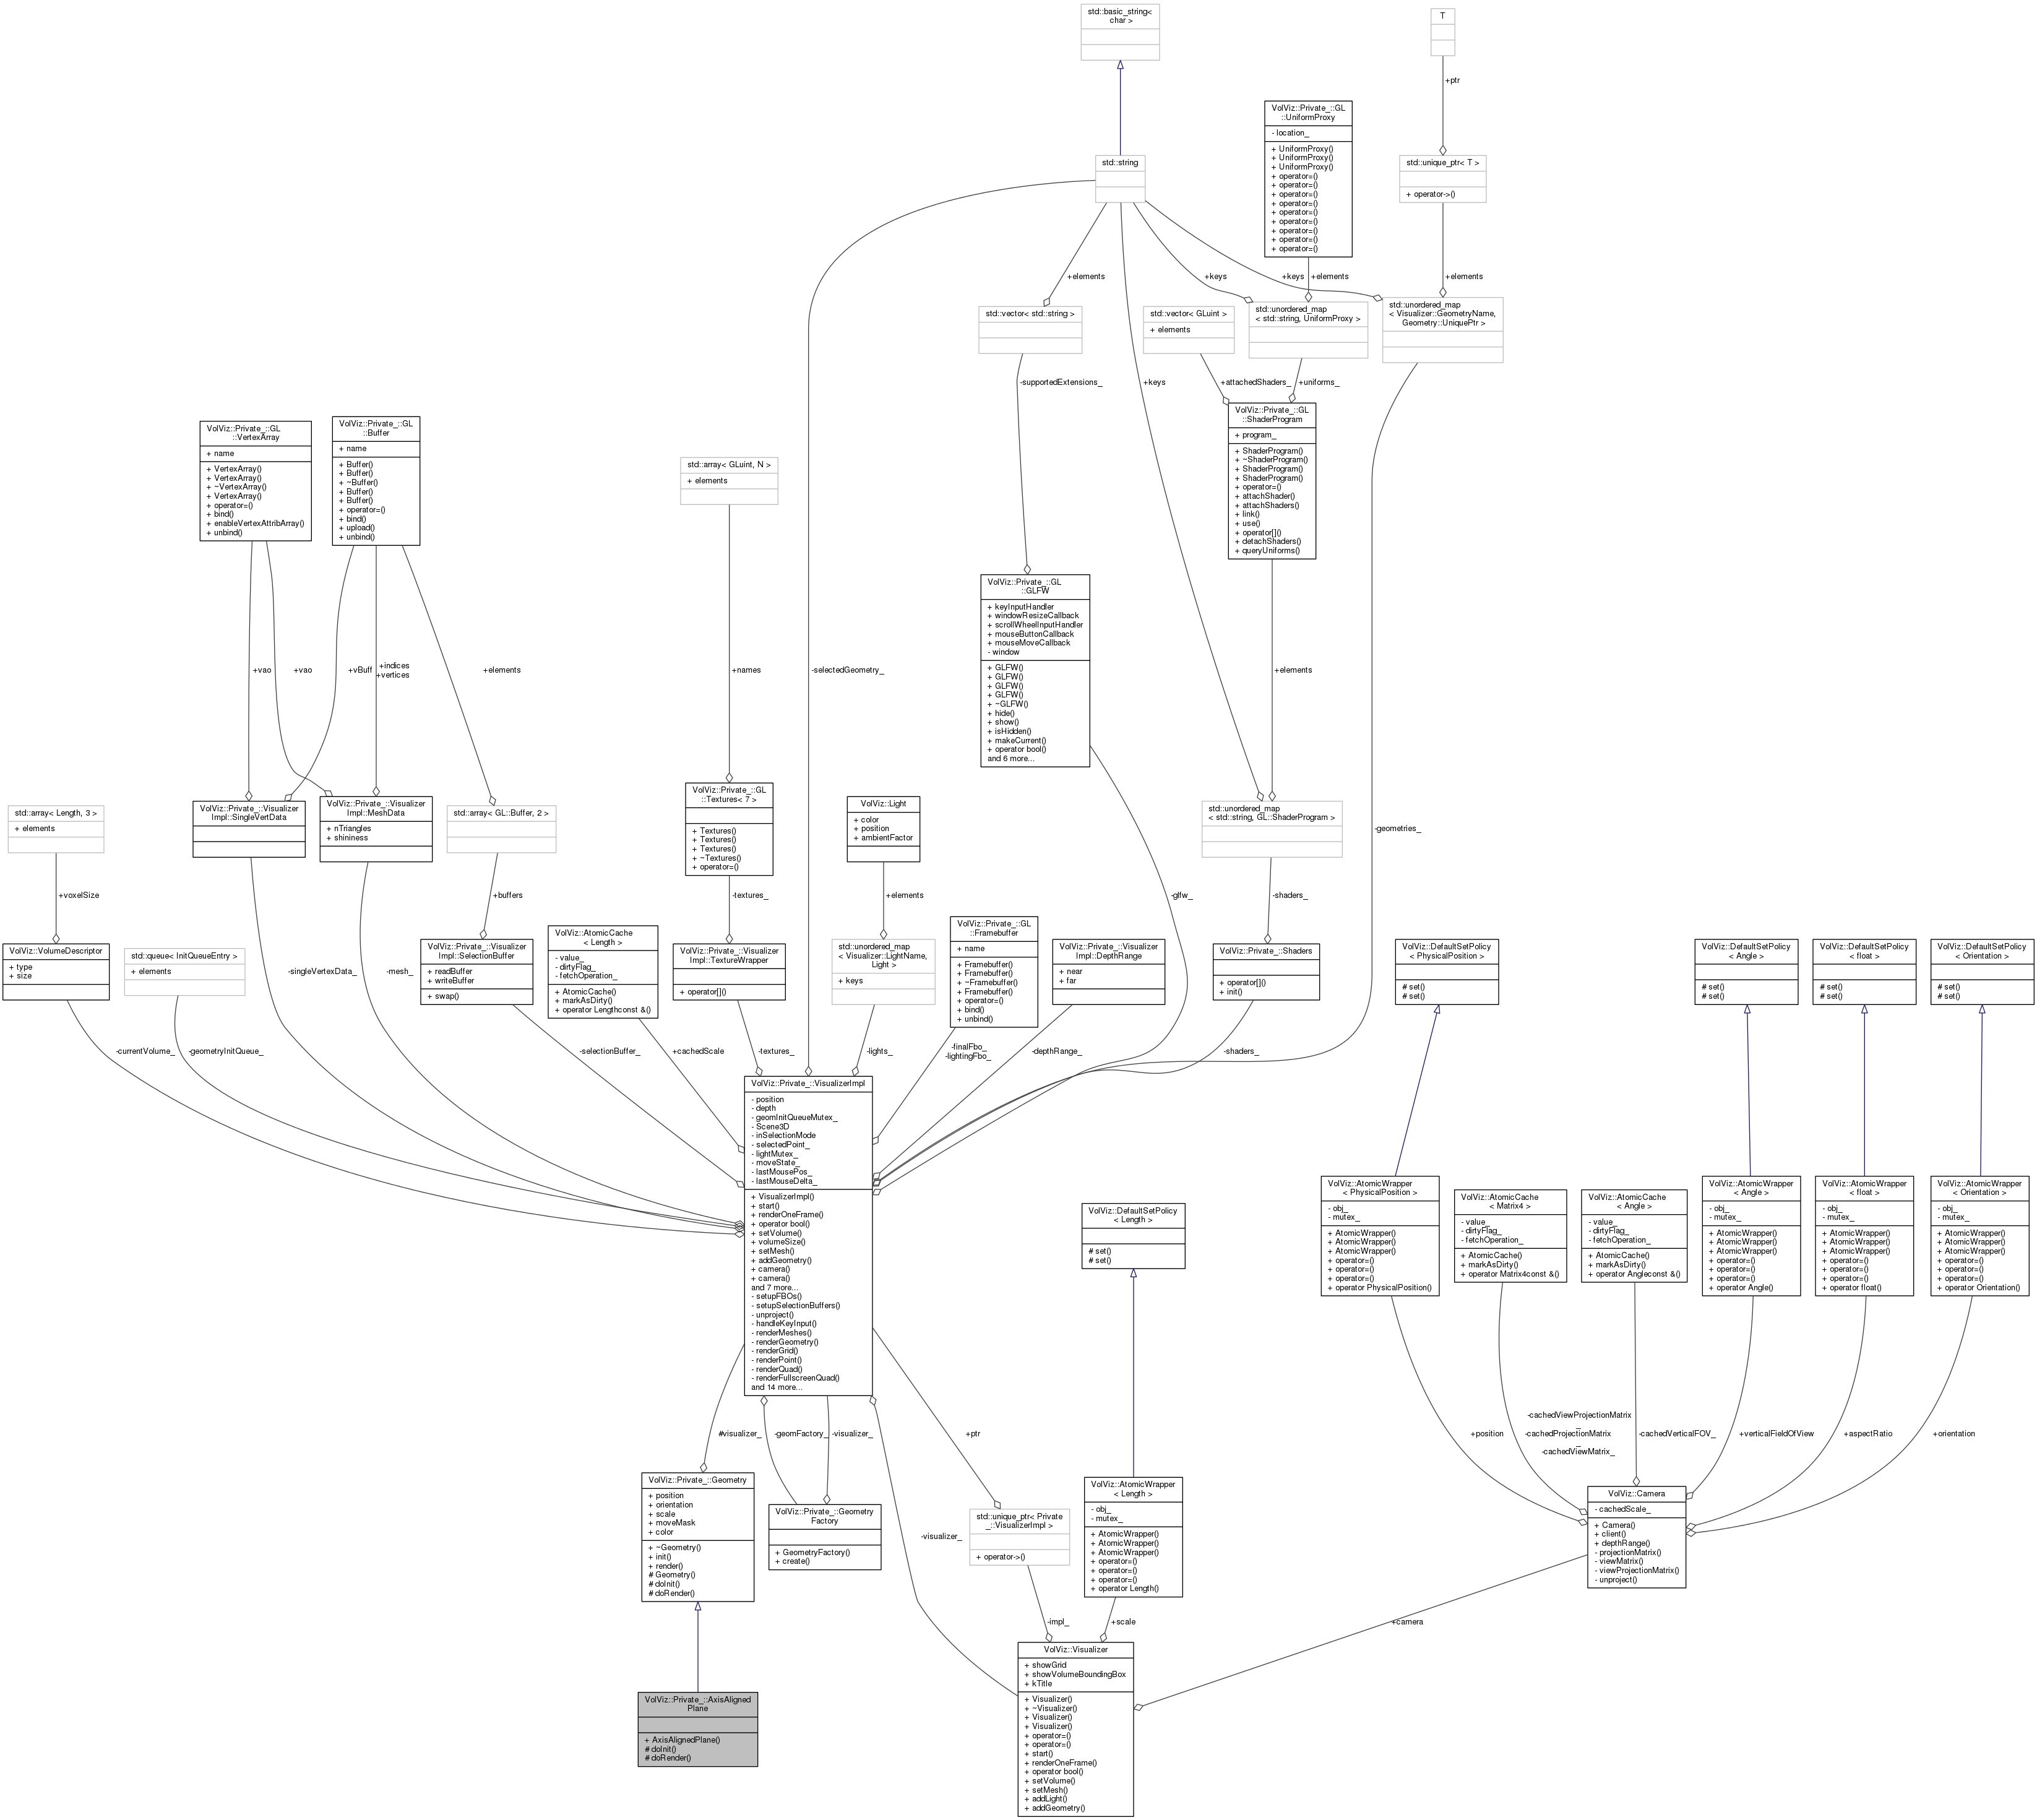 std::basic_string<
char >
T
+ptr
VolViz::Private_::GL
::UniformProxy
- location_
+ UniformProxy()
+ UniformProxy()
+ UniformProxy()
+ operator=()
+ operator=()
+ operator=()
+ operator=()
+ operator=()
+ operator=()
+ operator=()
+ operator=()
+ operator=()
std::string
std::unique_ptr< T >
+ operator->()
+elements
+keys
+elements
+keys
+elements
std::vector< std::string >
std::vector< GLuint >
+ elements
std::unordered_map
< std::string, UniformProxy >
std::unordered_map
< Visualizer::GeometryName,
Geometry::UniquePtr >
-supportedExtensions_
+keys
+attachedShaders_
+uniforms_
VolViz::Private_::GL
::ShaderProgram
+ program_
+ ShaderProgram()
+ ~ShaderProgram()
+ ShaderProgram()
+ ShaderProgram()
+ operator=()
+ attachShader()
+ attachShaders()
+ link()
+ use()
+ operator[]()
+ detachShaders()
+ queryUniforms()
VolViz::Private_::GL
::VertexArray
+ name
+ VertexArray()
+ VertexArray()
+ ~VertexArray()
+ VertexArray()
+ operator=()
+ bind()
+ enableVertexAttribArray()
+ unbind()
VolViz::Private_::GL
::Buffer
+ name
+ Buffer()
+ Buffer()
+ ~Buffer()
+ Buffer()
+ Buffer()
+ operator=()
+ bind()
+ upload()
+ unbind()
std::array< GLuint, N >
+ elements
VolViz::Private_::GL
::GLFW
+ keyInputHandler
+ windowResizeCallback
+ scrollWheelInputHandler
+ mouseButtonCallback
+ mouseMoveCallback
- window
+ GLFW()
+ GLFW()
+ GLFW()
+ GLFW()
+ ~GLFW()
+ hide()
+ show()
+ isHidden()
+ makeCurrent()
+ operator bool()
and 6 more...
+vao
+vao
+vBuff
+indices
+vertices
+elements
+names
-selectedGeometry_
+elements
std::array< Length, 3 >
+ elements
VolViz::Private_::Visualizer
Impl::SingleVertData
VolViz::Private_::Visualizer
Impl::MeshData
+ nTriangles
+ shininess
std::array< GL::Buffer, 2 >
VolViz::Private_::GL
::Textures< 7 >
+ Textures()
+ Textures()
+ Textures()
+ ~Textures()
+ operator=()
VolViz::Light
+ color
+ position
+ ambientFactor
std::unordered_map
< std::string, GL::ShaderProgram >
-geometries_
+voxelSize
+buffers
-textures_
+elements
-glfw_
-shaders_
VolViz::VolumeDescriptor
+ type
+ size
std::queue< InitQueueEntry >
+ elements
-singleVertexData_
-mesh_
VolViz::Private_::Visualizer
Impl::SelectionBuffer
+ readBuffer
+ writeBuffer
+ swap()
VolViz::AtomicCache
< Length >
- value_
- dirtyFlag_
- fetchOperation_
+ AtomicCache()
+ markAsDirty()
+ operator Lengthconst &()
VolViz::Private_::Visualizer
Impl::TextureWrapper
+ operator[]()
std::unordered_map
< Visualizer::LightName,
Light >
+ keys
VolViz::Private_::GL
::Framebuffer
+ name
+ Framebuffer()
+ Framebuffer()
+ ~Framebuffer()
+ Framebuffer()
+ operator=()
+ bind()
+ unbind()
VolViz::Private_::Visualizer
Impl::DepthRange
+ near
+ far
VolViz::Private_::Shaders
+ operator[]()
+ init()
VolViz::DefaultSetPolicy
< PhysicalPosition >
# set()
# set()
VolViz::DefaultSetPolicy
< Angle >
# set()
# set()
VolViz::DefaultSetPolicy
< float >
# set()
# set()
VolViz::DefaultSetPolicy
< Orientation >
# set()
# set()
-currentVolume_
-geometryInitQueue_
-selectionBuffer_
+cachedScale
-textures_
-lights_
-finalFbo_
-lightingFbo_
-depthRange_
-shaders_
VolViz::Private_::VisualizerImpl
- position
- depth
- geomInitQueueMutex_
- Scene3D
- inSelectionMode
- selectedPoint_
- lightMutex_
- moveState_
- lastMousePos_
- lastMouseDelta_
+ VisualizerImpl()
+ start()
+ renderOneFrame()
+ operator bool()
+ setVolume()
+ volumeSize()
+ setMesh()
+ addGeometry()
+ camera()
+ camera()
and 7 more...
- setupFBOs()
- setupSelectionBuffers()
- unproject()
- handleKeyInput()
- renderMeshes()
- renderGeometry()
- renderGrid()
- renderPoint()
- renderQuad()
- renderFullscreenQuad()
and 14 more...
VolViz::DefaultSetPolicy
< Length >
# set()
# set()
VolViz::AtomicWrapper
< PhysicalPosition >
- obj_
- mutex_
+ AtomicWrapper()
+ AtomicWrapper()
+ AtomicWrapper()
+ operator=()
+ operator=()
+ operator=()
+ operator PhysicalPosition()
VolViz::AtomicCache
< Matrix4 >
- value_
- dirtyFlag_
- fetchOperation_
+ AtomicCache()
+ markAsDirty()
+ operator Matrix4const &()
VolViz::AtomicCache
< Angle >
- value_
- dirtyFlag_
- fetchOperation_
+ AtomicCache()
+ markAsDirty()
+ operator Angleconst &()
VolViz::AtomicWrapper
< Angle >
- obj_
- mutex_
+ AtomicWrapper()
+ AtomicWrapper()
+ AtomicWrapper()
+ operator=()
+ operator=()
+ operator=()
+ operator Angle()
VolViz::AtomicWrapper
< float >
- obj_
- mutex_
+ AtomicWrapper()
+ AtomicWrapper()
+ AtomicWrapper()
+ operator=()
+ operator=()
+ operator=()
+ operator float()
VolViz::AtomicWrapper
< Orientation >
- obj_
- mutex_
+ AtomicWrapper()
+ AtomicWrapper()
+ AtomicWrapper()
+ operator=()
+ operator=()
+ operator=()
+ operator Orientation()
#visualizer_
-geomFactory_
-visualizer_
+ptr
+position
-cachedViewProjectionMatrix
_
-cachedProjectionMatrix
_
-cachedViewMatrix_
-cachedVerticalFOV_
+verticalFieldOfView
+aspectRatio
+orientation
VolViz::Private_::Geometry
+ position
+ orientation
+ scale
+ moveMask
+ color
+ ~Geometry()
+ init()
+ render()
# Geometry()
# doInit()
# doRender()
VolViz::Private_::Geometry
Factory
+ GeometryFactory()
+ create()
-visualizer_
std::unique_ptr< Private
_::VisualizerImpl >
+ operator->()
VolViz::AtomicWrapper
< Length >
- obj_
- mutex_
+ AtomicWrapper()
+ AtomicWrapper()
+ AtomicWrapper()
+ operator=()
+ operator=()
+ operator=()
+ operator Length()
VolViz::Camera
- cachedScale_
+ Camera()
+ client()
+ depthRange()
- projectionMatrix()
- viewMatrix()
- viewProjectionMatrix()
- unproject()
-impl_
+scale
+camera
VolViz::Private_::AxisAligned
Plane
+ AxisAlignedPlane()
# doInit()
# doRender()
VolViz::Visualizer
+ showGrid
+ showVolumeBoundingBox
+ kTitle
+ Visualizer()
+ ~Visualizer()
+ Visualizer()
+ Visualizer()
+ operator=()
+ operator=()
+ start()
+ renderOneFrame()
+ operator bool()
+ setVolume()
+ setMesh()
+ addLight()
+ addGeometry()